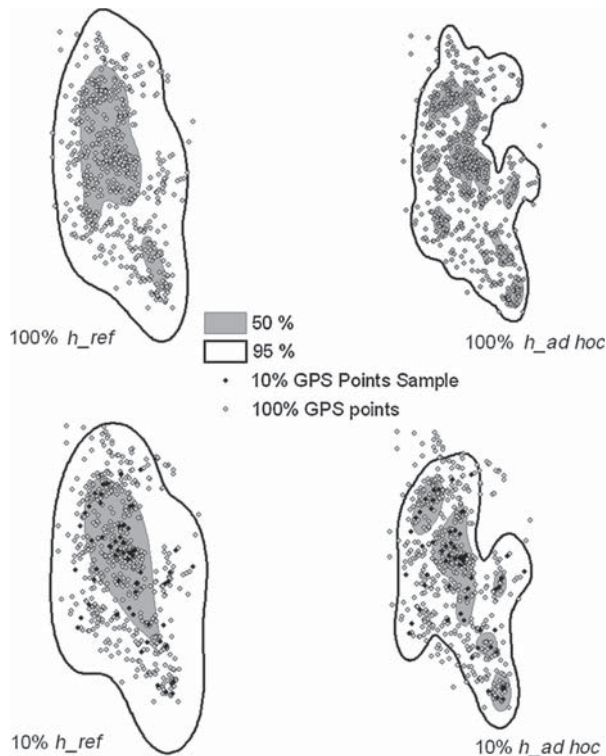 100% h_ref
100% h_ad hoc
50 %
95 %
10% GPS Points Sample
100% GPS points
10% h_ref
10% h_ad hoc